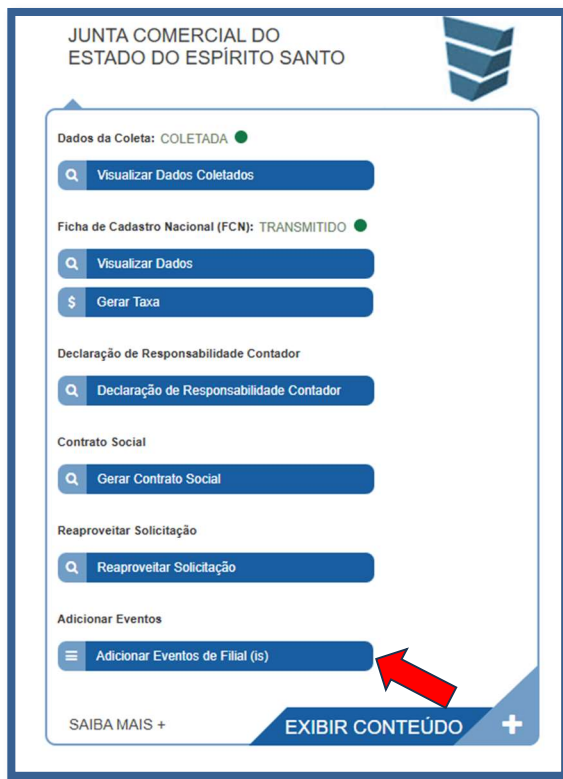 JUNTA COMERCIAL DO
ESTADO DO ESPÍRITO SANTO
Dados da Coleta: COLETADA
Visualizar Dados Coletados
Ficha de Cadastro Nacional (FCN): TRANSMITIDO
Visualizar Dados
$ Gerar Taxa
Declaração de Responsabilidade Contador
Declaração de Responsabilidade Contador
Contrato Social
Gerar Contrato Social
Reaproveitar Solicitação
Reaproveitar Solicitação
Adicionar Eventos
Adicionar Eventos de Filial (is)
SAIBA MAIS +
EXIBIR CONTEÚDO +